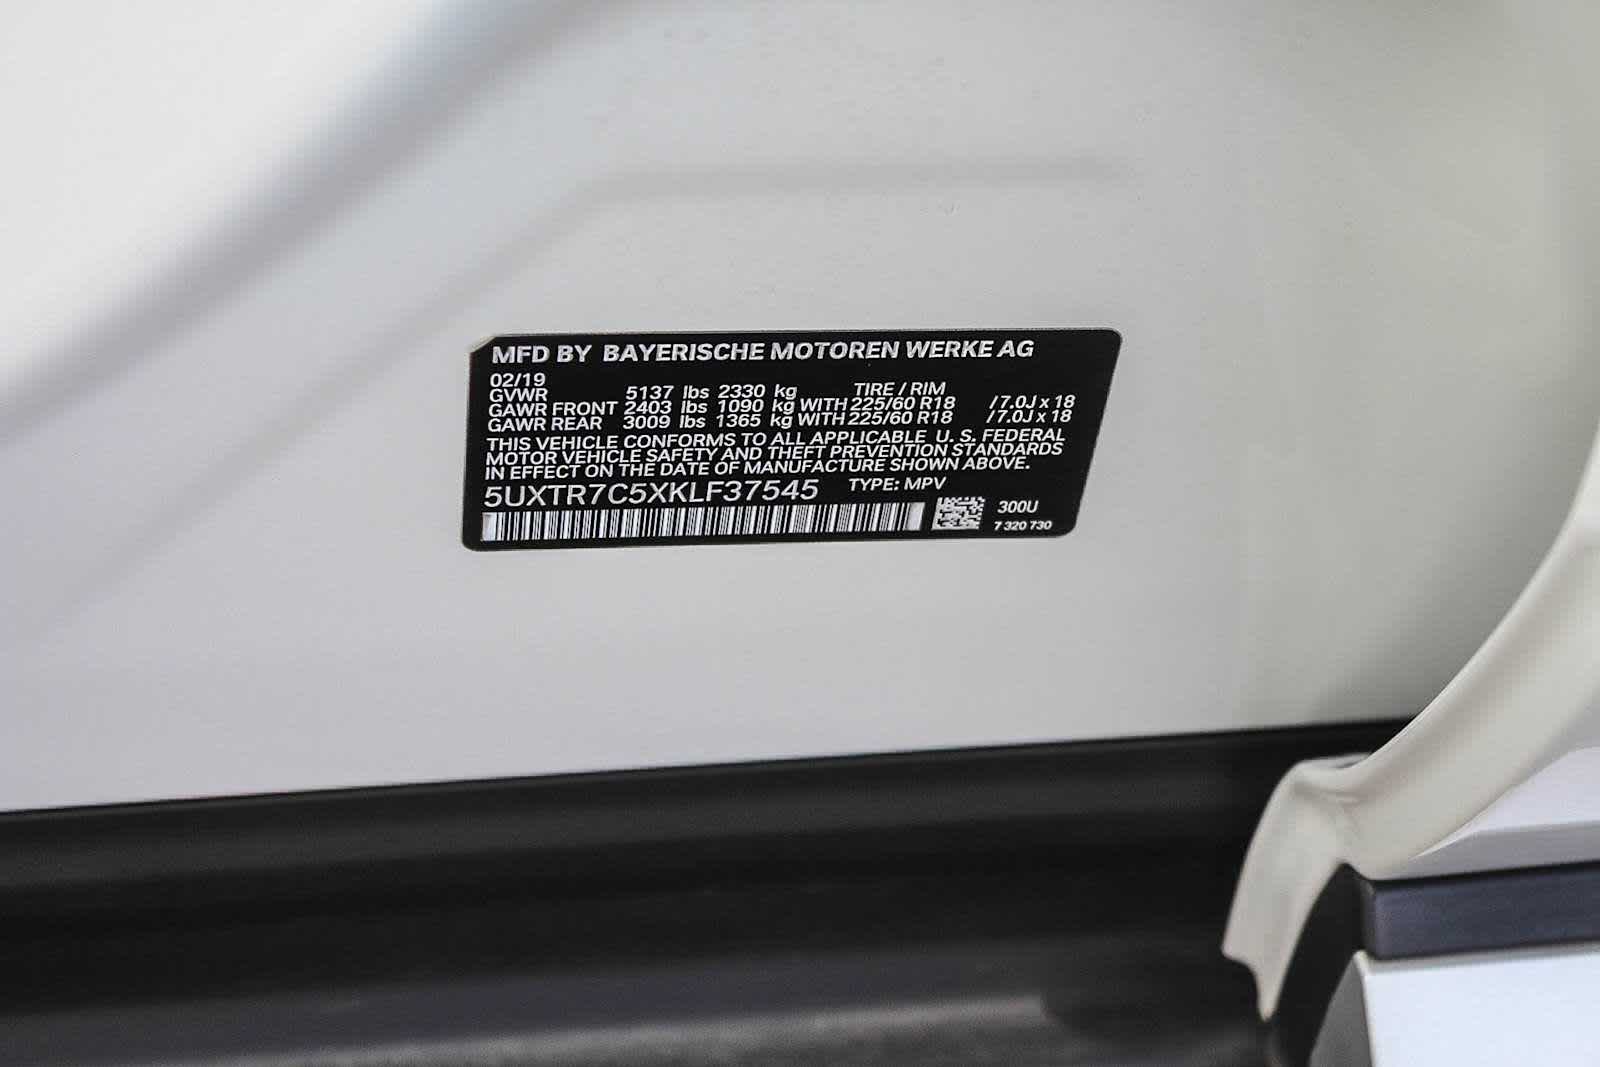 MFD BY BAYERISCHE MOTOREN WERKE AG
02/19
GVWR 5137 lbs 2330 kg TIRE / RIM
GAWR FRONT 2403 lbs 1090 kg WITH 225/60 R18 /7.0J x 18
GAWR REAR 3009 lbs 1365 kg WITH 225/60 R18 /7.0J x 18
THIS VEHICLE CONFORMS TO ALL APPLICABLE U. S. FEDERAL
MOTOR VEHICLE SAFETY AND THEFT PREVENTION STANDARDS
IN EFFECT ON THE DATE OF MANUFACTURE SHOWN ABOVE.
5UXTR7C5XKLF37545 TYPE: MPV
300U
7 320 730